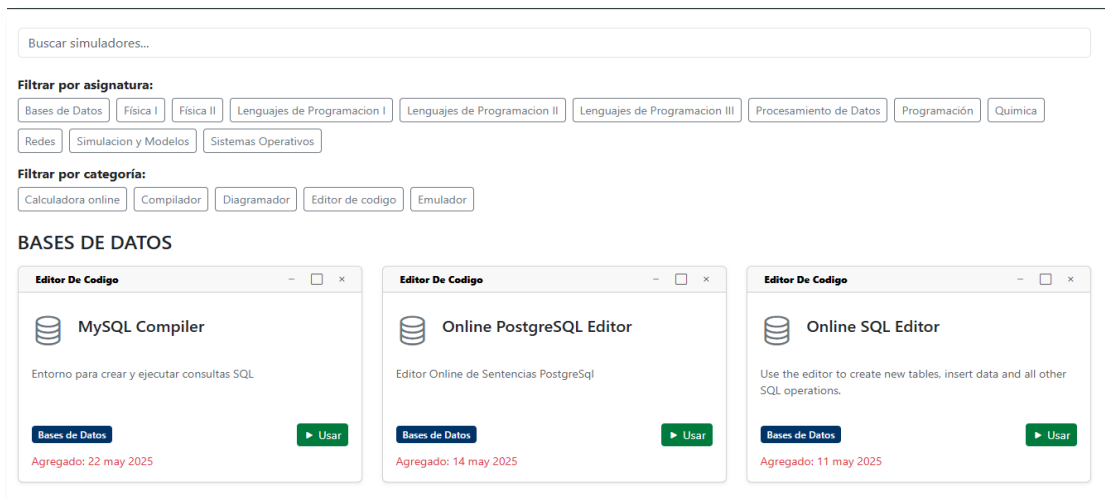 Buscar simuladores...
Filtrar por asignatura:
Bases de Datos Física I Física II Lenguajes de Programacion I Lenguajes de Programacion II Lenguajes de Programacion III Procesamiento de Datos Programación Quimica
Redes Simulacion y Modelos Sistemas Operativos
Filtrar por categoría:
Calculadora online Compilador Diagramador Editor de codigo Emulador
BASES DE DATOS
Editor De Codigo
MySQL Compiler
Entorno para crear y ejecutar consultas SQL
Bases de Datos Usar
Agregado: 22 may 2025
Editor De Codigo
Online PostgreSQL Editor
Editor Online de Sentencias PostgreSql
Bases de Datos Usar
Agregado: 14 may 2025
Editor De Codigo
Online SQL Editor
Use the editor to create new tables, insert data and all other
SQL operations.
Bases de Datos Usar
Agregado: 11 may 2025